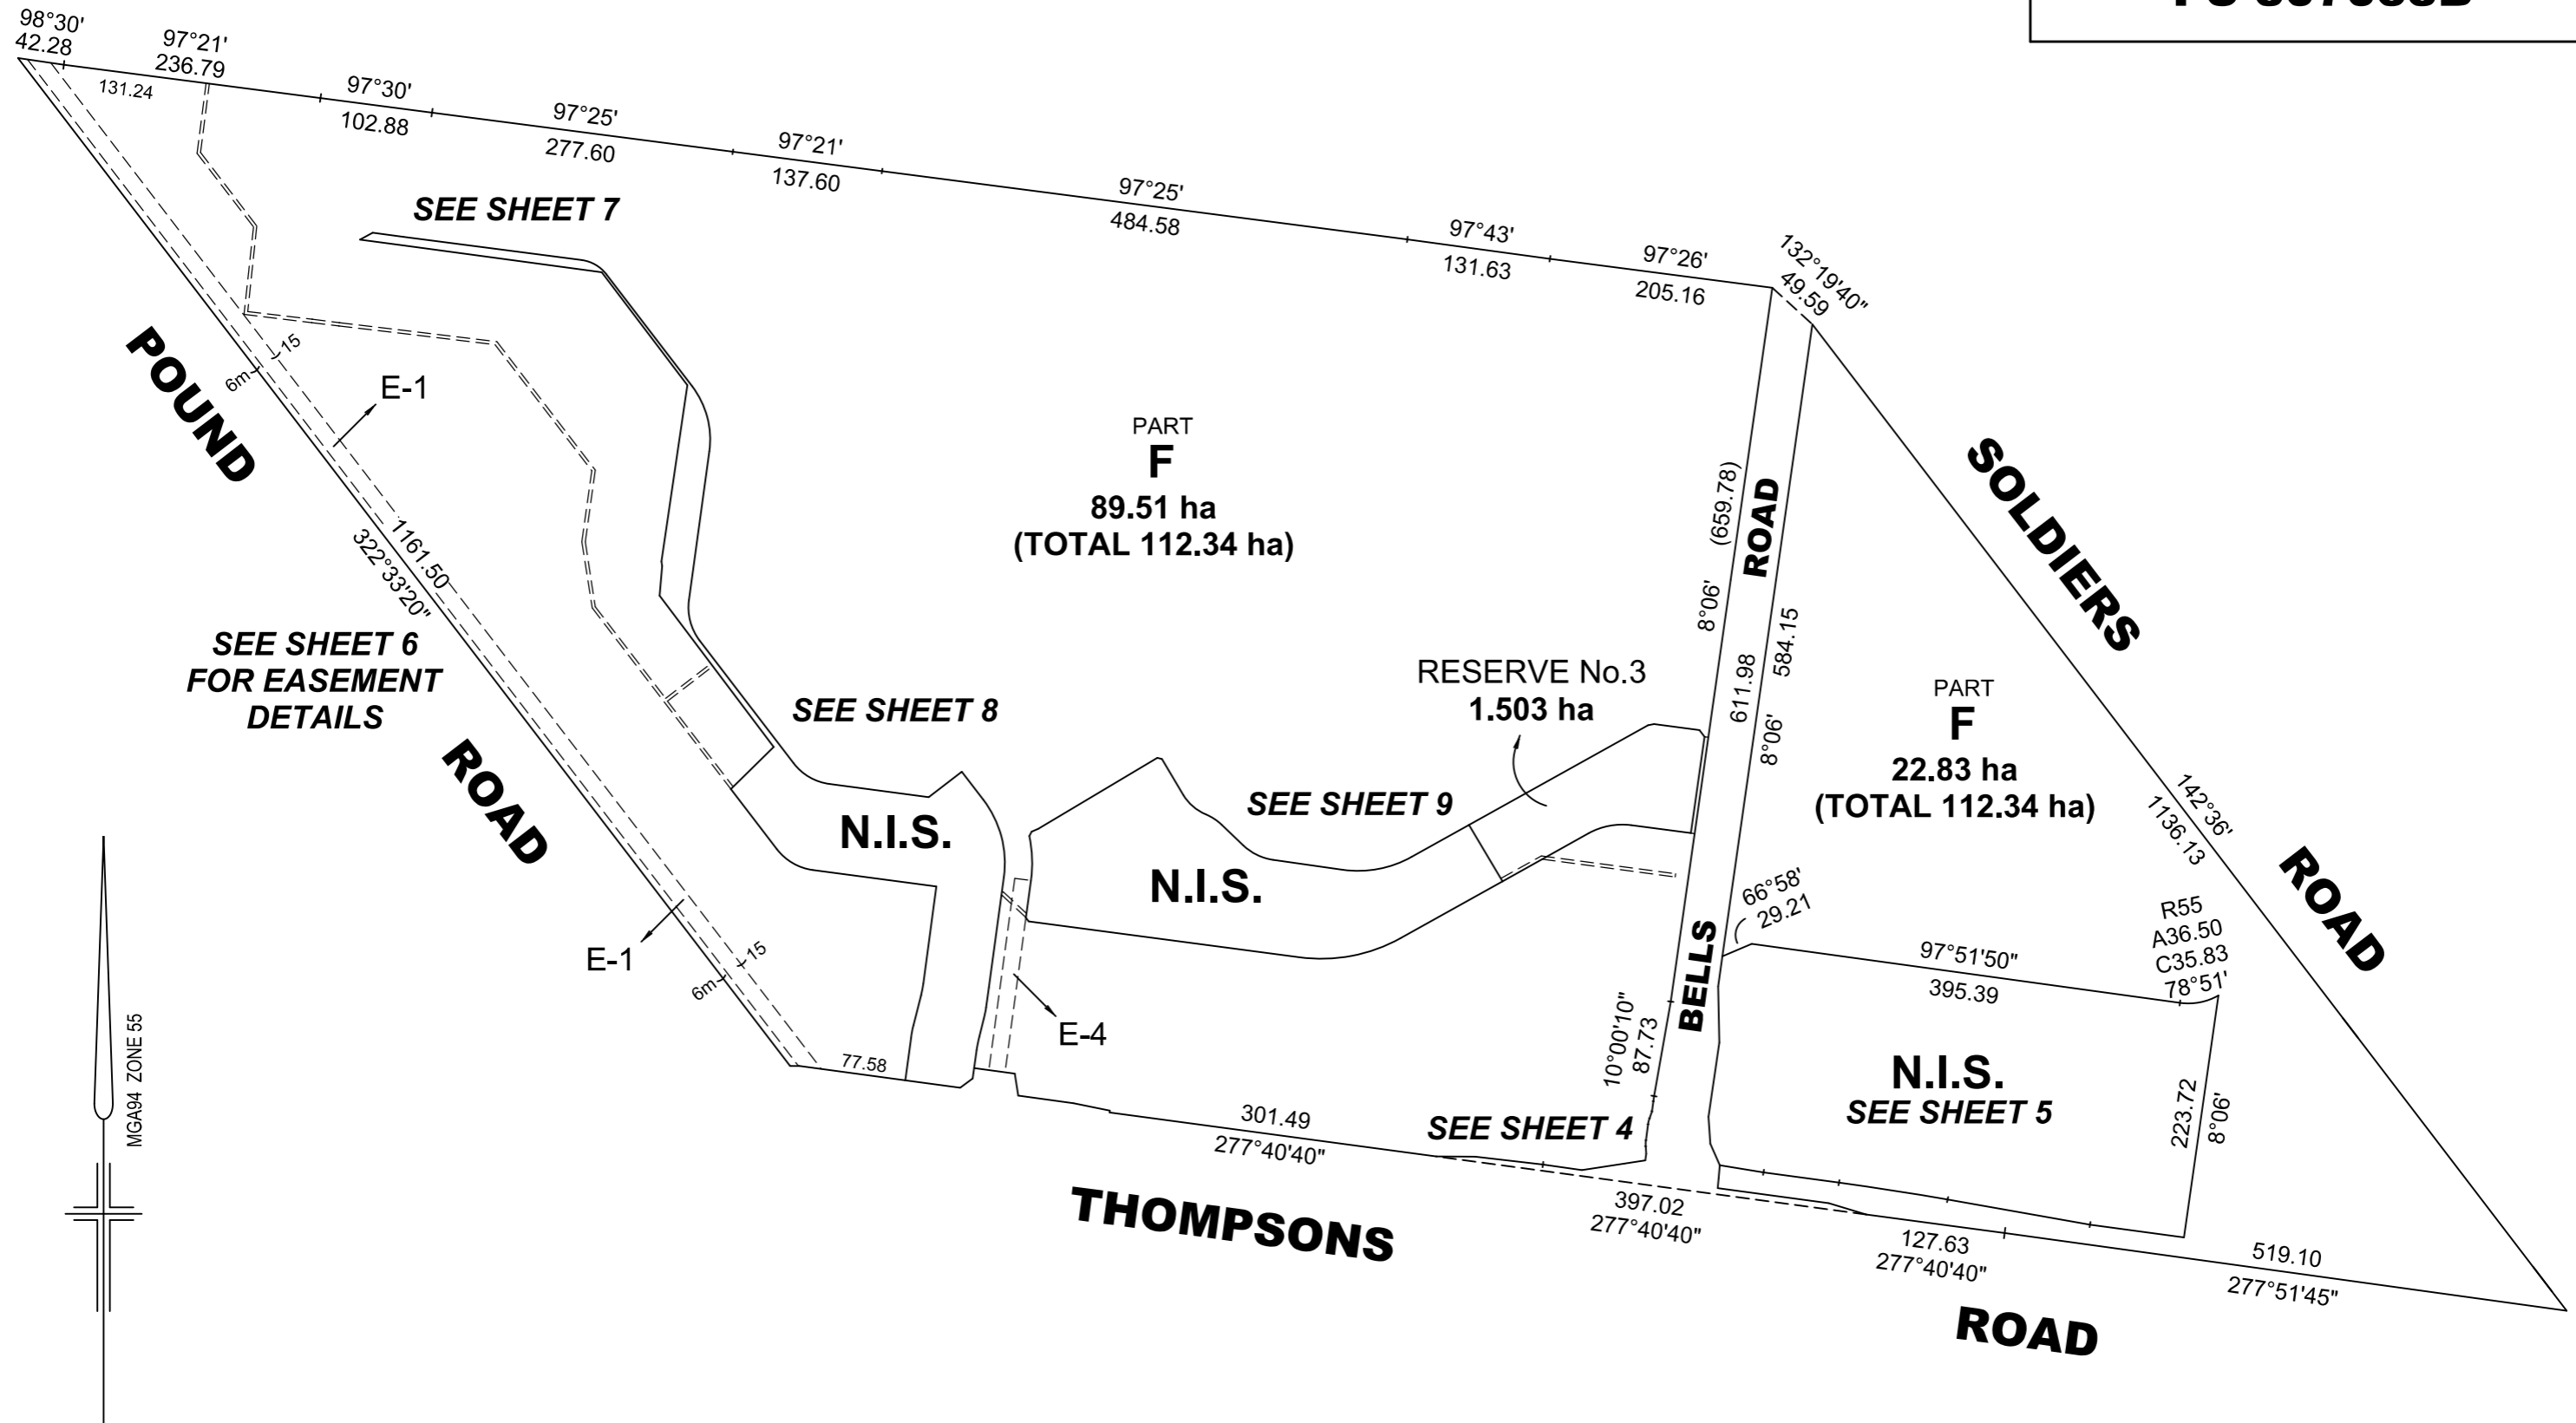 98°30'
42.28
97°21'
236.79
131.24
97°30'
102.88
97°25'
277.60
97°21'
137.60
97°25'
484.58
97°43'
131.63
97°26'
205.16
132°19'40"
49.59
SEE SHEET 7
15
6m
E-1
POUND
PART
F
89.51 ha
(TOTAL 112.34 ha)
(659.78)
ROAD
SOLDIERS
1161.50
322°33'20"
8°06'
584.15
SEE SHEET 6
FOR EASEMENT
DETAILS
RESERVE No.3
1.503 ha
611.98
8°06'
PART
F
22.83 ha
(TOTAL 112.34 ha)
SEE SHEET 8
SEE SHEET 9
142°36'
1136.13
ROAD
N.I.S.
N.I.S.
66°58'
29.21
R55
A36.50
C35.83
78°51'
ROAD
E-1
15
6m
BELLS
97°51'50"
395.39
E-4
10°00'10"
87.73
MGA94 ZONE 55
77.58
N.I.S.
SEE SHEET 5
223.72
8°06'
301.49
277°40'40"
SEE SHEET 4
THOMPSONS
397.02
277°40'40"
127.63
277°40'40"
519.10
277°51'45"
ROAD